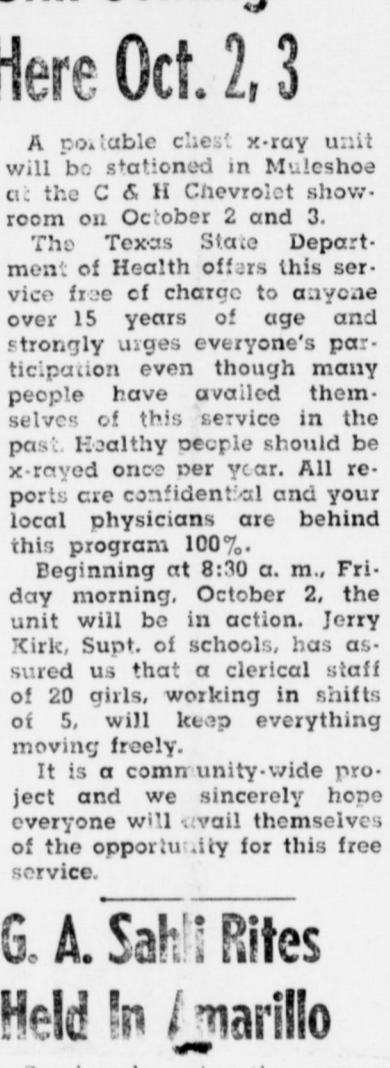 Here Oct. 2, 3
A portable chest x-ray unit
will be stationed in Muleshoe
at the C & H Chevrolet show-
room on October 2 and 3.
The Texas State Depart-
ment of Health offers this ser-
vice free of charge to anyone
over 15 years of age and
strongly urges everyone's par-
ticipation even though many
people have availed them-
selves of this service in the
past. Healthy people should be
x-rayed once per year. All re-
ports are confidential and your
local physicians are behind
this program 100%.
Beginning at 8:30 a. m., Fri-
day morning, October 2, the
unit will be in action. Jerry
Kirk, Supt. of schools, has as-
sured us that a clerical staff
of 20 girls, working in shifts
of 5, will keep everything
moving freely.
It is a community-wide pro-
ject and we sincerely hope
everyone will avail themselves
of the opportunity for this free
service.
G. A. Sahli Rites
Held In Amarillo